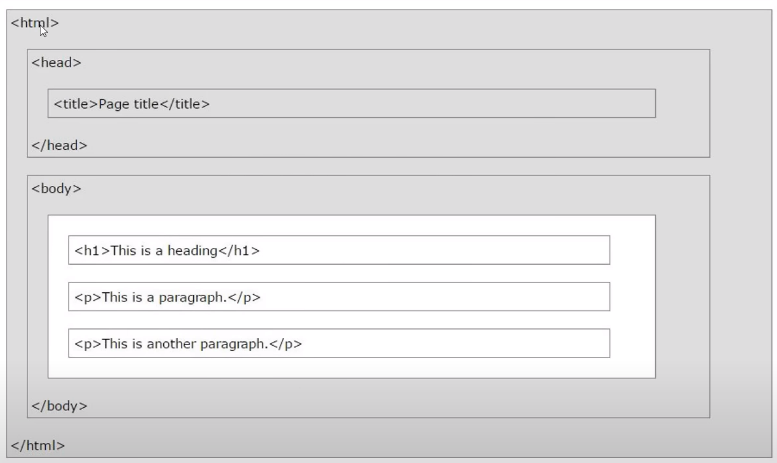 <html>
<head>
<title>Page title</title>
</head>
<body>
<h1>This is a heading</h1>
<p>This is a paragraph.</p>
<p>This is another paragraph.</p>
</body>
</html>